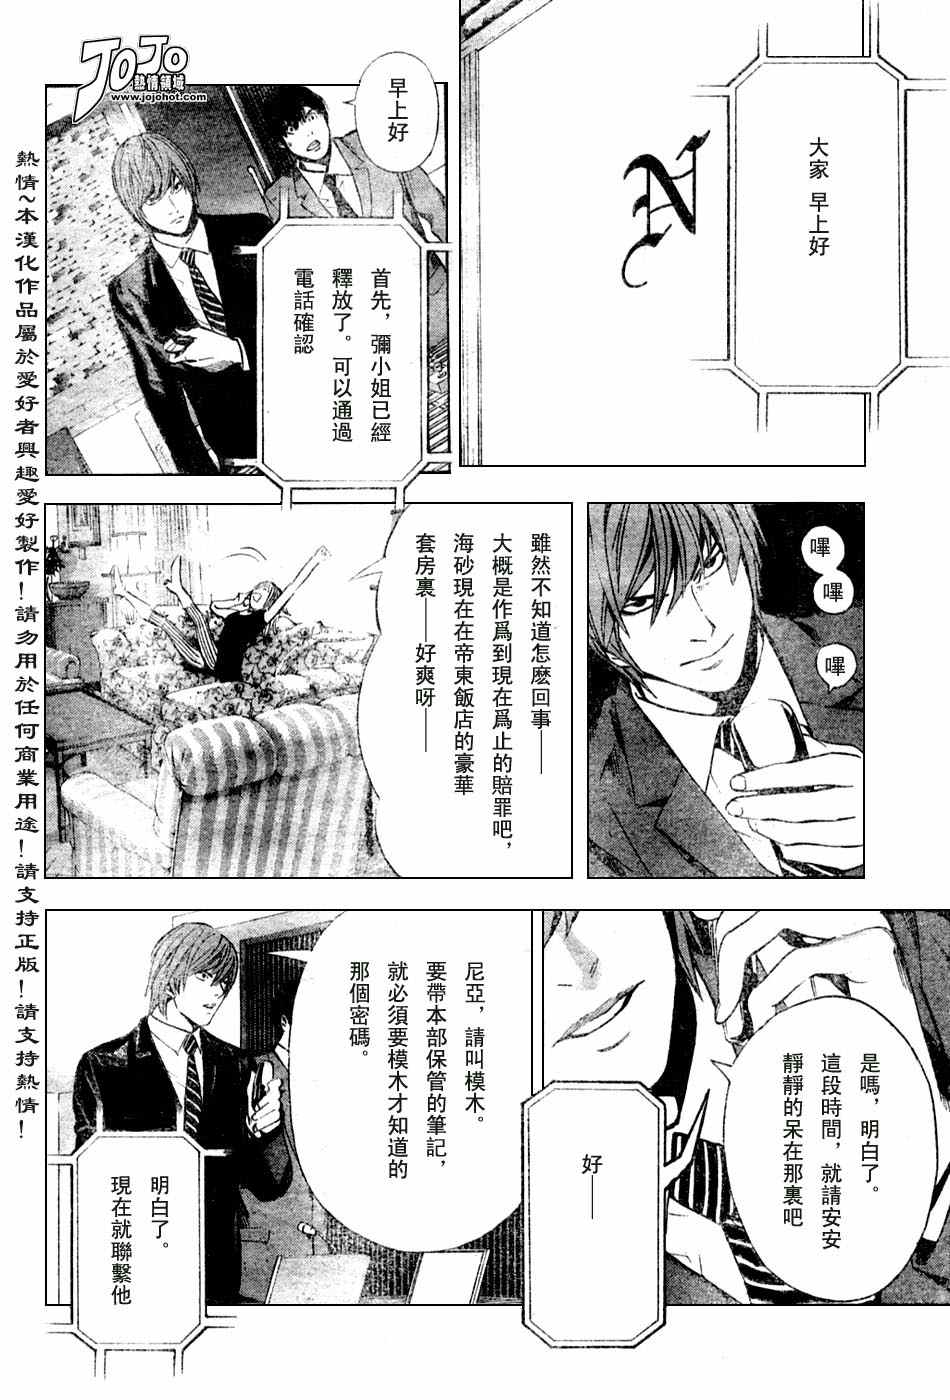 大家 早上好
N
早上好
首先，彌小姐已經
釋放了。可以通過
電話確認
JOJO
熱情領域
www.jojohot.com
嗶
嗶
嗶
雖然不知道怎麽回事——
大概是作爲到現在爲止的賠罪吧，
海砂現在在帝東飯店的豪華
套房裏——好爽呀——
是嗎，明白了。
這段時間，就請安安
靜靜的呆在那裏吧
好——
尼亞，請叫模木。
要帶本部保管的筆記，
就必須要模木才知道的
那個密碼。
明白了。
現在就聯繫他
熱情~本漢化作品屬於愛好者興趣愛好製作！請勿用於任何商業用途！請支持正版！請支持熱情！